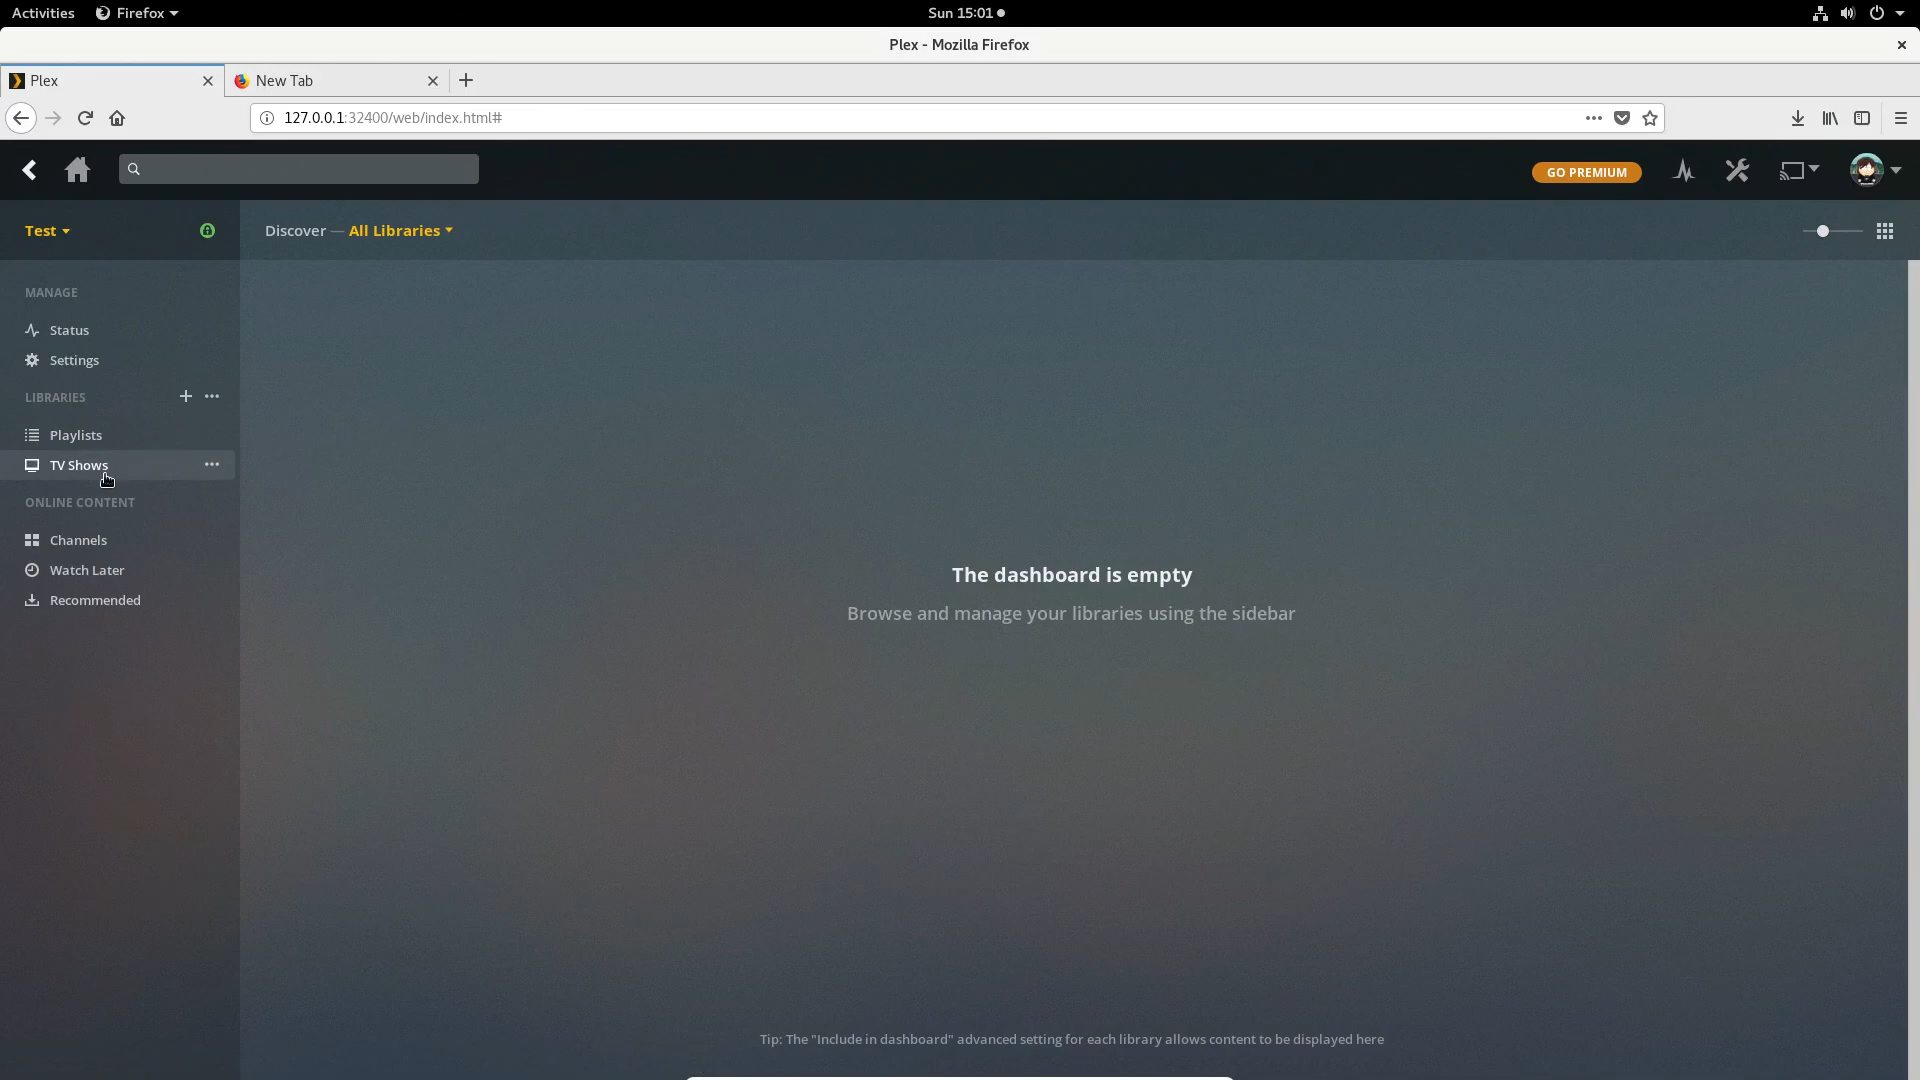 Activities Firefox Sun 15:01
Plex - Mozilla Firefox
Plex New Tab
127.0.0.1:32400/web/index.html#
GO PREMIUM
Test Discover — All Libraries
MANAGE
Status
Settings
LIBRARIES
Playlists
TV Shows
ONLINE CONTENT
Channels
Watch Later
Recommended
The dashboard is empty
Browse and manage your libraries using the sidebar
Tip: The "Include in dashboard" advanced setting for each library allows content to be displayed here